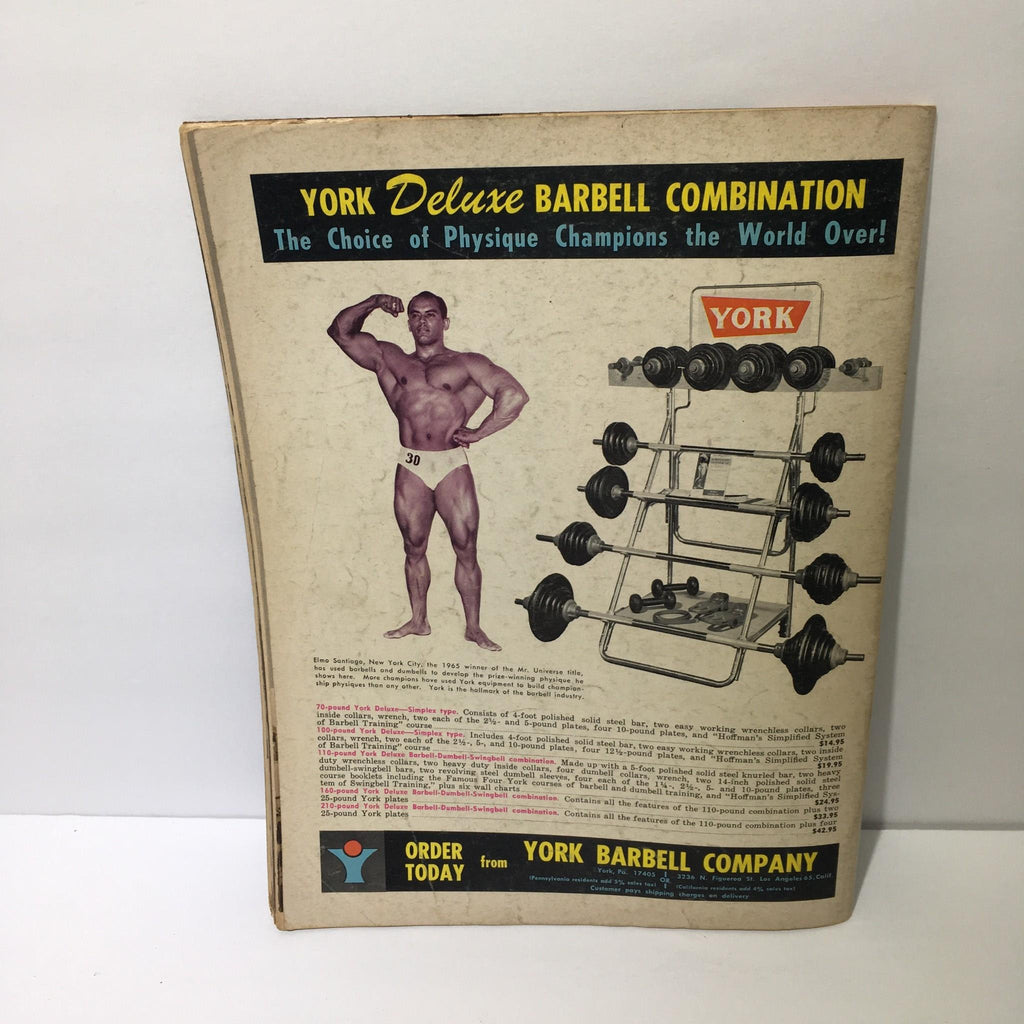 YORK Deluxe BARBELL COMBINATION
The Choice of Physique Champions the World Over!
YORK
30
Elmo Santiago, New York City, the 1965 winner of the Mr. Universe title,
has used barbells and dumbells to develop the prize-winning physique he
shows here. More champions have used York equipment to build champion-
ship physiques than any other. York is the hallmark of the barbell industry.
70-pound York Deluxe—Simplex type. Consists of 4-foot polished solid steel bar, two easy working wrenchless collars, two
inside collars, wrench, two each of the 2½- and 5-pound plates, four 10-pound plates, and "Hoffman's Simplified System
of Barbell Training" course $14.95
100-pound York Deluxe—Simplex type. Includes 4-foot polished solid steel bar, two easy working wrenchless collars, two inside
collars, wrench, two each of the 2½-, 5-, and 10-pound plates, four 12½-pound plates, and "Hoffman's Simplified System
of Barbell Training" course $19.95
110-pound York Deluxe Barbell-Dumbell-Swingbell combination. Made up with a 5-foot polished solid steel knurled bar, two heavy
duty wrenchless collars, two heavy duty inside collars, four dumbell collars, wrench, two 14-inch polished solid steel
dumbell-swingbell bars, two revolving steel dumbell sleeves, four each of the 1¼-, 2½-, 5- and 10-pound plates, three
course booklets including the Famous Four York courses of barbell and dumbell training, and "Hoffman's Simplified Sys-
tem of Swingbell Training," plus six wall charts $24.95
160-pound York Deluxe Barbell-Dumbell-Swingbell combination. Contains all the features of the 110-pound combination plus two
25-pound York plates $33.95
210-pound York Deluxe Barbell-Dumbell-Swingbell combination. Contains all the features of the 110-pound combination plus four
25-pound York plates $42.95
ORDER TODAY from YORK BARBELL COMPANY
York, Pa. 17405 OR 3236 N. Figueroa St. Los Angeles 65, Calif.
(Pennsylvania residents add 5% sales tax) (California residents add 4% sales tax)
Customer pays shipping charges on delivery